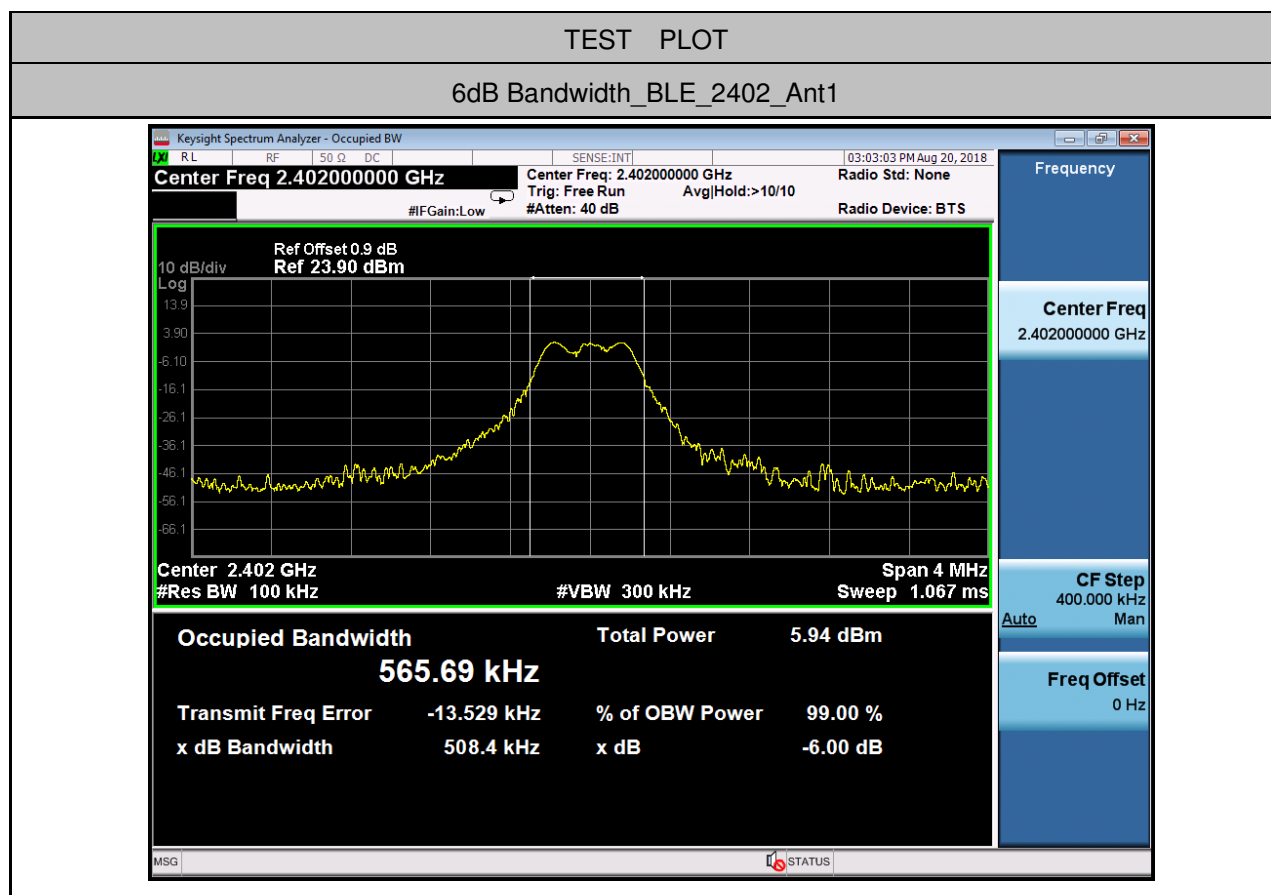 TEST PLOT
6dB Bandwidth_BLE_2402_Ant1
Keysight Spectrum Analyzer - Occupied BW
LXI RL RF 50 Ω DC SENSE:INT 03:03:03 PM Aug 20, 2018
Center Freq 2.402000000 GHz
Center Freq: 2.402000000 GHz Radio Std: None
Trig: Free Run Avg|Hold:>10/10
#IFGain:Low #Atten: 40 dB Radio Device: BTS
Ref Offset 0.9 dB
10 dB/div Ref 23.90 dBm
Log
13.9
3.90
-6.10
-16.1
-26.1
-36.1
-46.1
-56.1
-66.1
Center 2.402 GHz Span 4 MHz
#Res BW 100 kHz #VBW 300 kHz Sweep 1.067 ms
Occupied Bandwidth Total Power 5.94 dBm
565.69 kHz
Transmit Freq Error -13.529 kHz % of OBW Power 99.00 %
x dB Bandwidth 508.4 kHz x dB -6.00 dB
MSG STATUS
Frequency
Center Freq
2.402000000 GHz
CF Step
400.000 kHz
Auto Man
Freq Offset
0 Hz